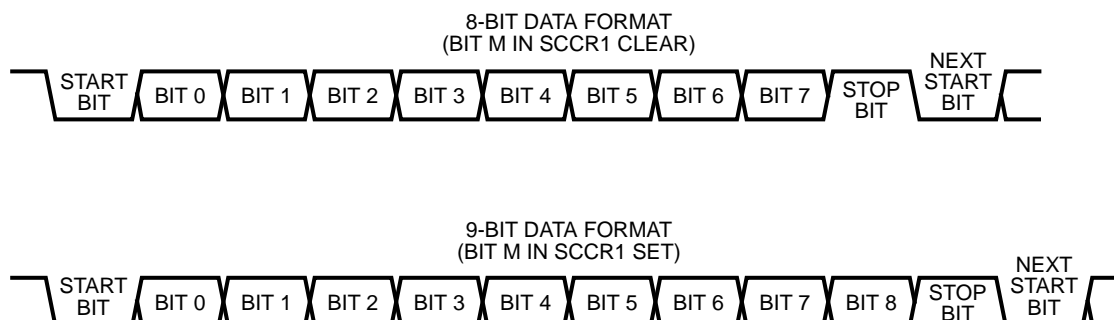 8-BIT DATA FORMAT
(BIT M IN SCCR1 CLEAR)
START
BIT
BIT 0
BIT 1
BIT 2
BIT 3
BIT 4
BIT 5
BIT 6
BIT 7
STOP
BIT
NEXT
START
BIT
9-BIT DATA FORMAT
(BIT M IN SCCR1 SET)
START
BIT
BIT 0
BIT 1
BIT 2
BIT 3
BIT 4
BIT 5
BIT 6
BIT 7
BIT 8
STOP
BIT
NEXT
START
BIT